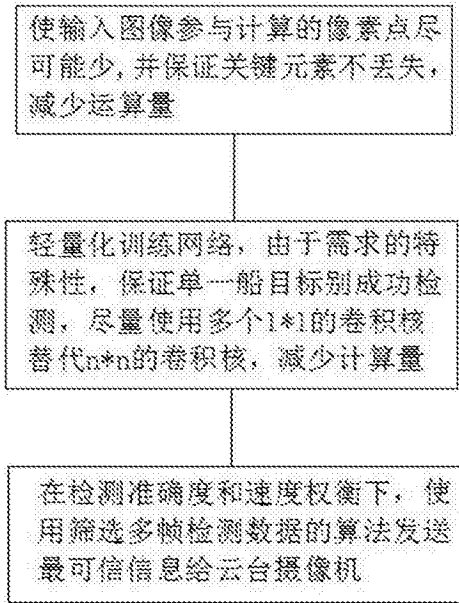 使输入图像参与计算的像素点尽
可能少,并保证关键元素不丢失,
减少运算量
轻量化训练网络,由于需求的特
殊性,保证单一船目标别成功检
测,尽量使用多个1*1的卷积核
替代n*n的卷积核,减少计算量
在检测准确度和速度权衡下,使
用筛选多帧检测数据的算法发送
最可信信息给云台摄像机